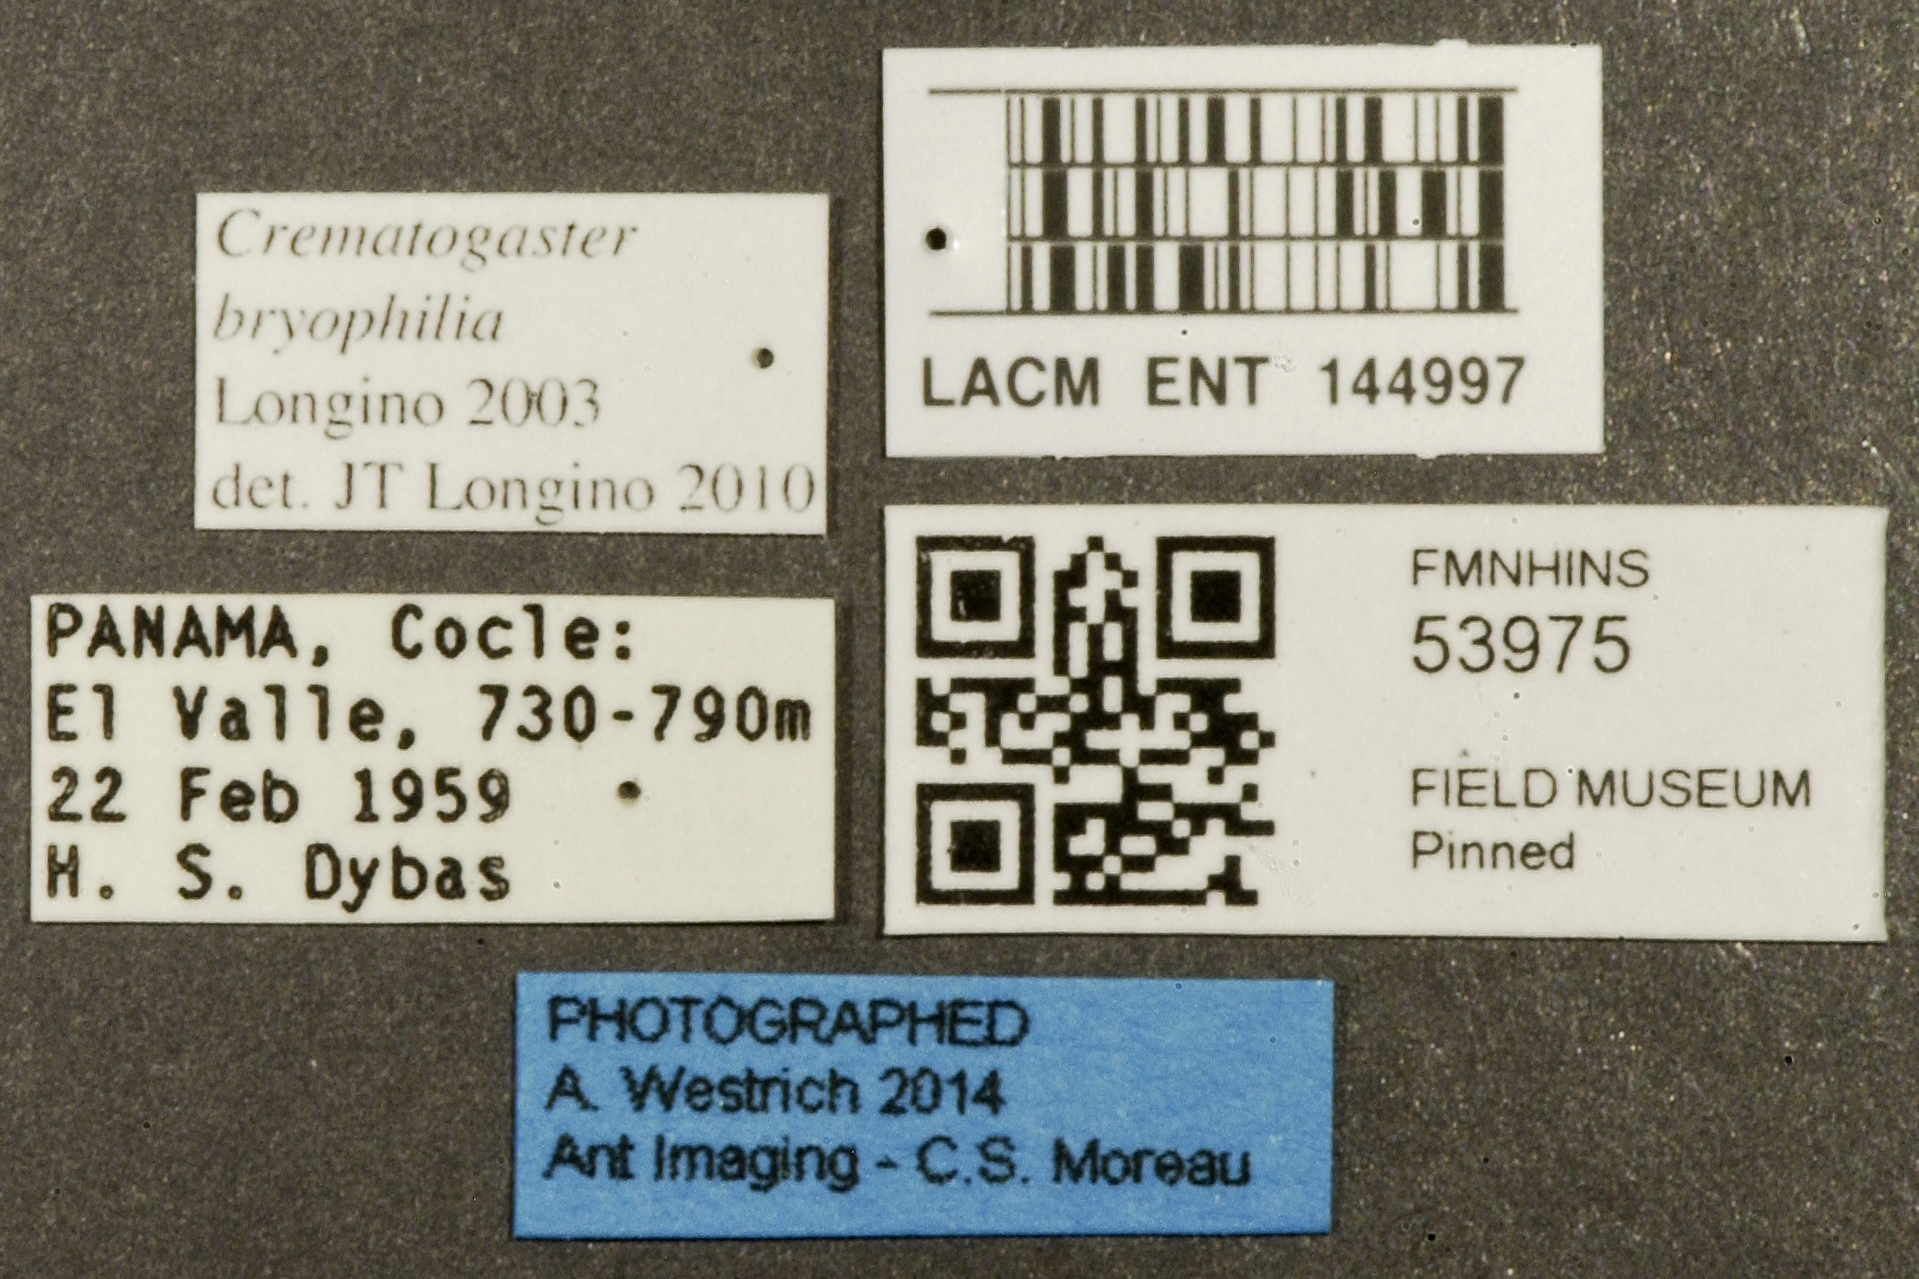 Crematogaster
bryophilia
Longino 2003
det. JT Longino 2010
LACM ENT 144997
PANAMA, Cocle:
El Valle, 730-790m
22 Feb 1959
H. S. Dybas
FMNHINS
53975
FIELD MUSEUM
Pinned
PHOTOGRAPHED
A. Westrich 2014
Ant Imaging - C.S. Moreau